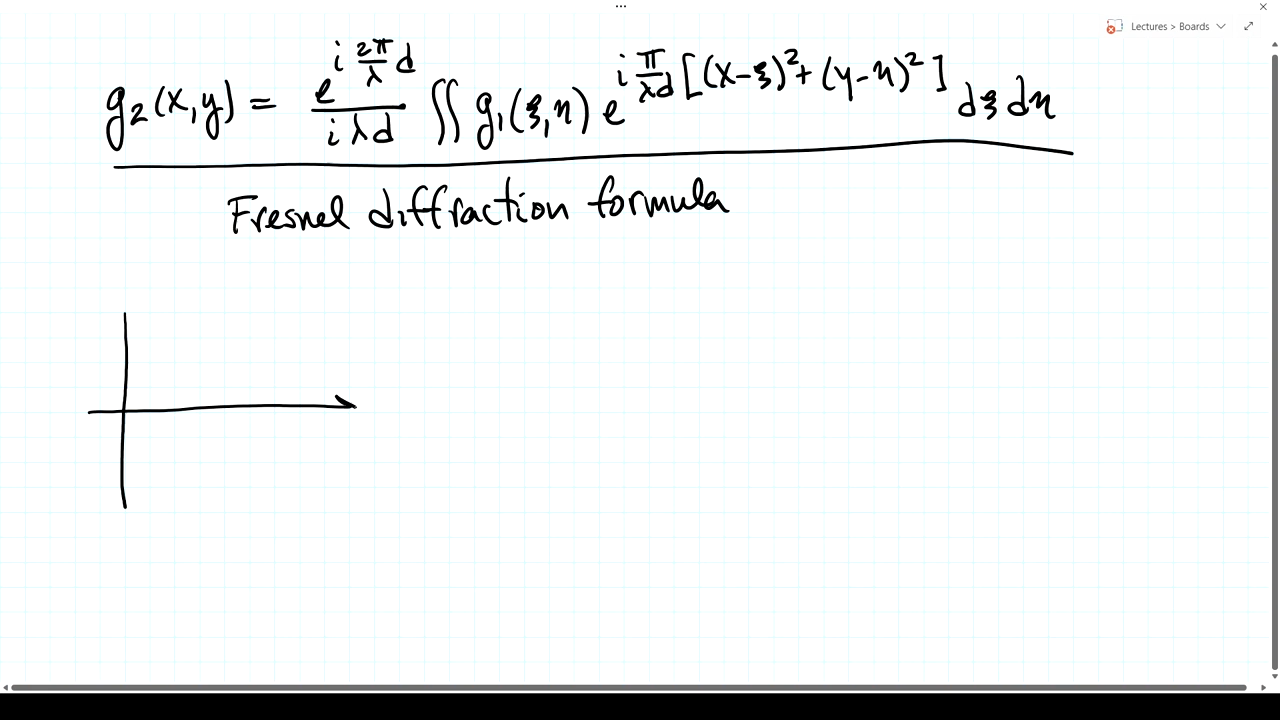 Lectures > Boards
g₂(x,y) = e^{i 2π/λ d} / iλd ∬ g₁(ξ,η) e^{i π/λd [(x-ξ)² + (y-η)²]} dξ dη
Fresnel diffraction formula